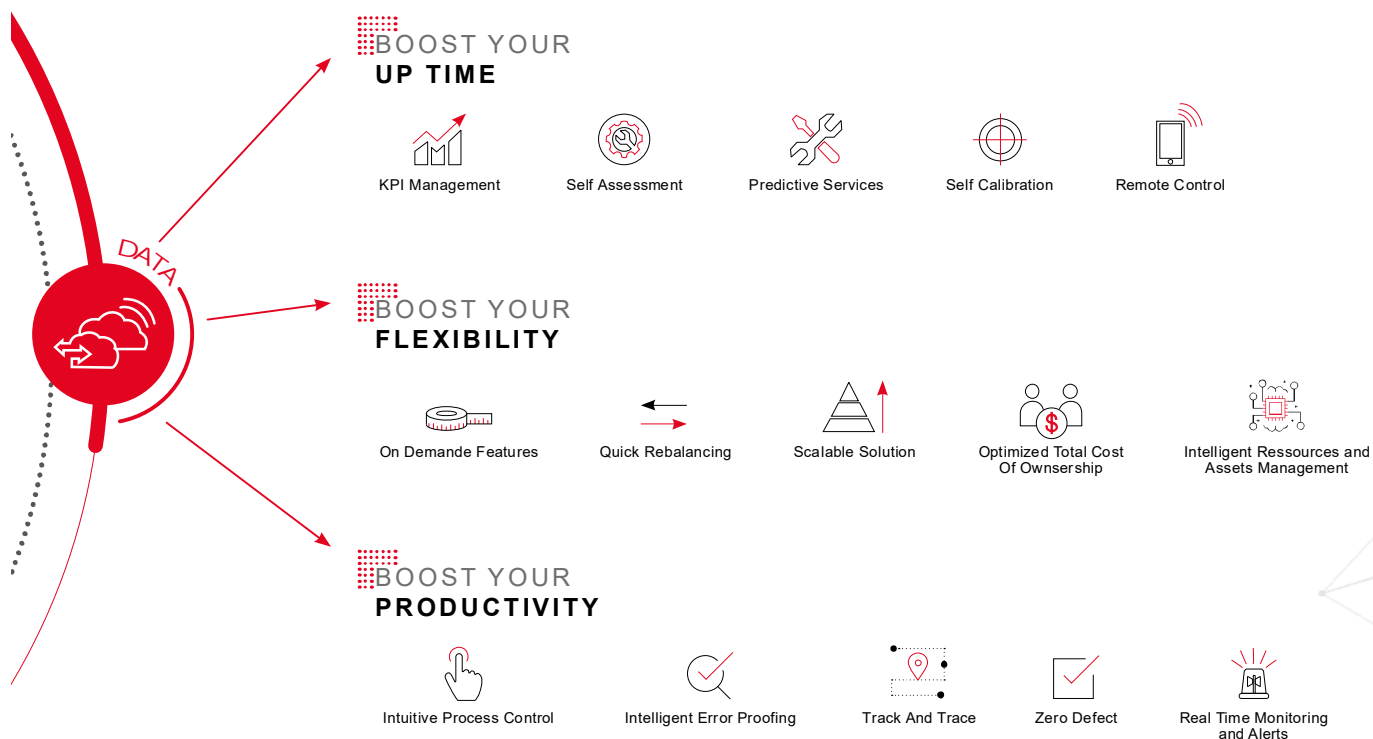 DATA
BOOST YOUR
UP TIME
KPI Management
Self Assessment
Predictive Services
Self Calibration
Remote Control
BOOST YOUR
FLEXIBILITY
On Demande Features
Quick Rebalancing
Scalable Solution
Optimized Total Cost
Of Ownsership
Intelligent Ressources and
Assets Management
$
BOOST YOUR
PRODUCTIVITY
Intuitive Process Control
Intelligent Error Proofing
Track And Trace
Zero Defect
Real Time Monitoring
and Alerts